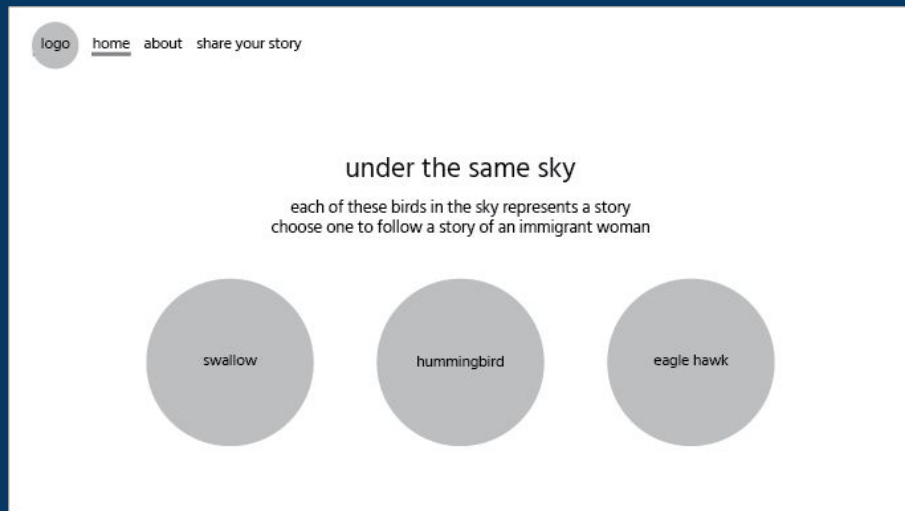 logo home about share your story
under the same sky
each of these birds in the sky represents a story
choose one to follow a story of an immigrant woman
swallow hummingbird eagle hawk